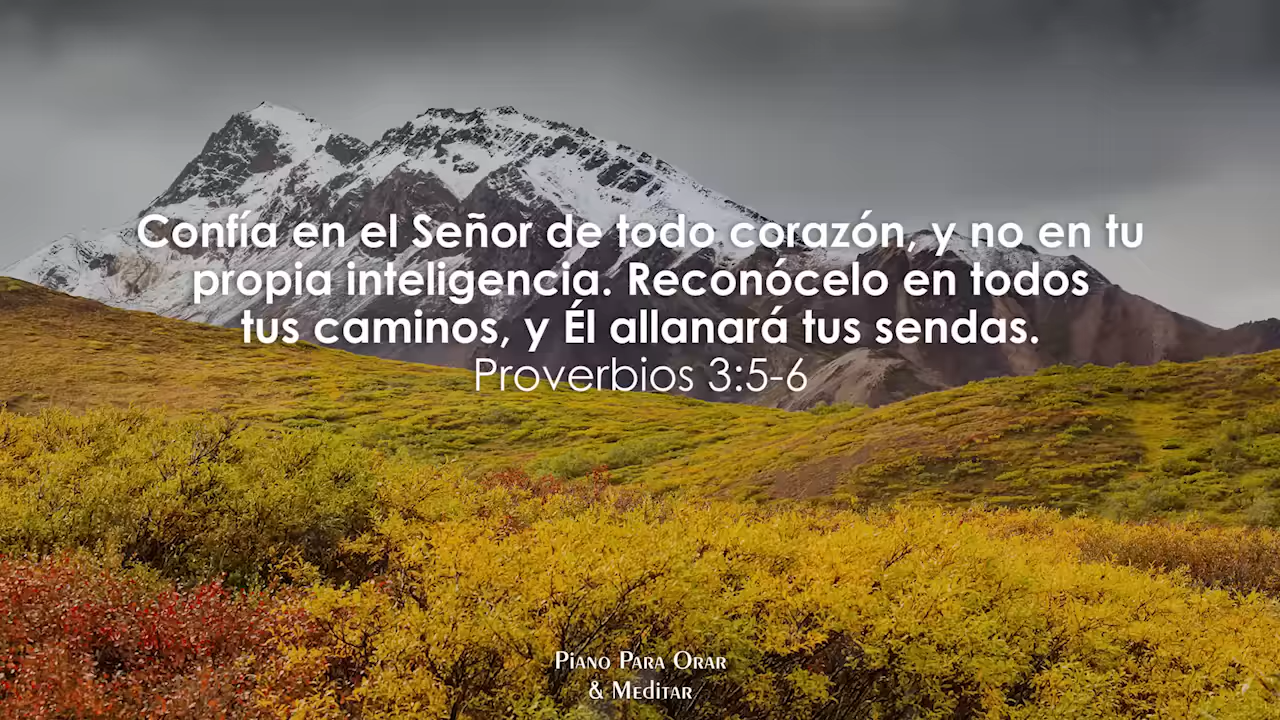 Confía en el Señor de todo corazón, y no en tu
propia inteligencia. Reconócelo en todos
tus caminos, y Él allanará tus sendas.
Proverbios 3:5-6
Piano Para Orar
& Meditar